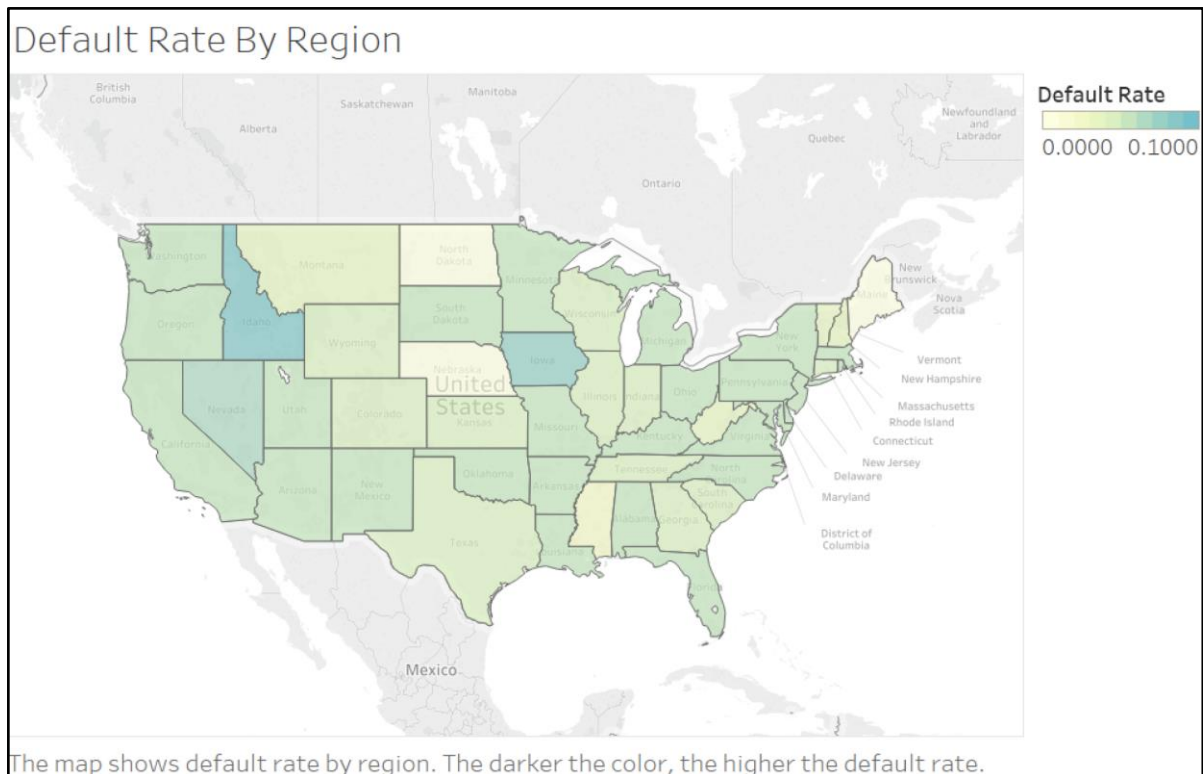 Default Rate By Region
British
Columbia
Alberta
Saskatchewan
Manitoba
Ontario
Quebec
Newfoundland
and
Labrador
Default Rate
0.0000 0.1000
Washington
Montana
North
Dakota
Minnesota
Maine
New
Brunswick
Nova
Scotia
Oregon
Idaho
Wyoming
South
Dakota
Wisconsin
Michigan
New
York
Vermont
New Hampshire
Massachusetts
Rhode Island
Connecticut
New Jersey
Delaware
Maryland
District of
Columbia
Nevada
Utah
Colorado
Nebraska
United
States
Kansas
Iowa
Illinois
Indiana
Ohio
Pennsylvania
California
Missouri
Kentucky
Virginia
Arizona
New
Mexico
Oklahoma
Arkansas
Tennessee
North
Carolina
South
Carolina
Texas
Louisiana
Alabama
Georgia
Florida
Mexico
The map shows default rate by region. The darker the color, the higher the default rate.